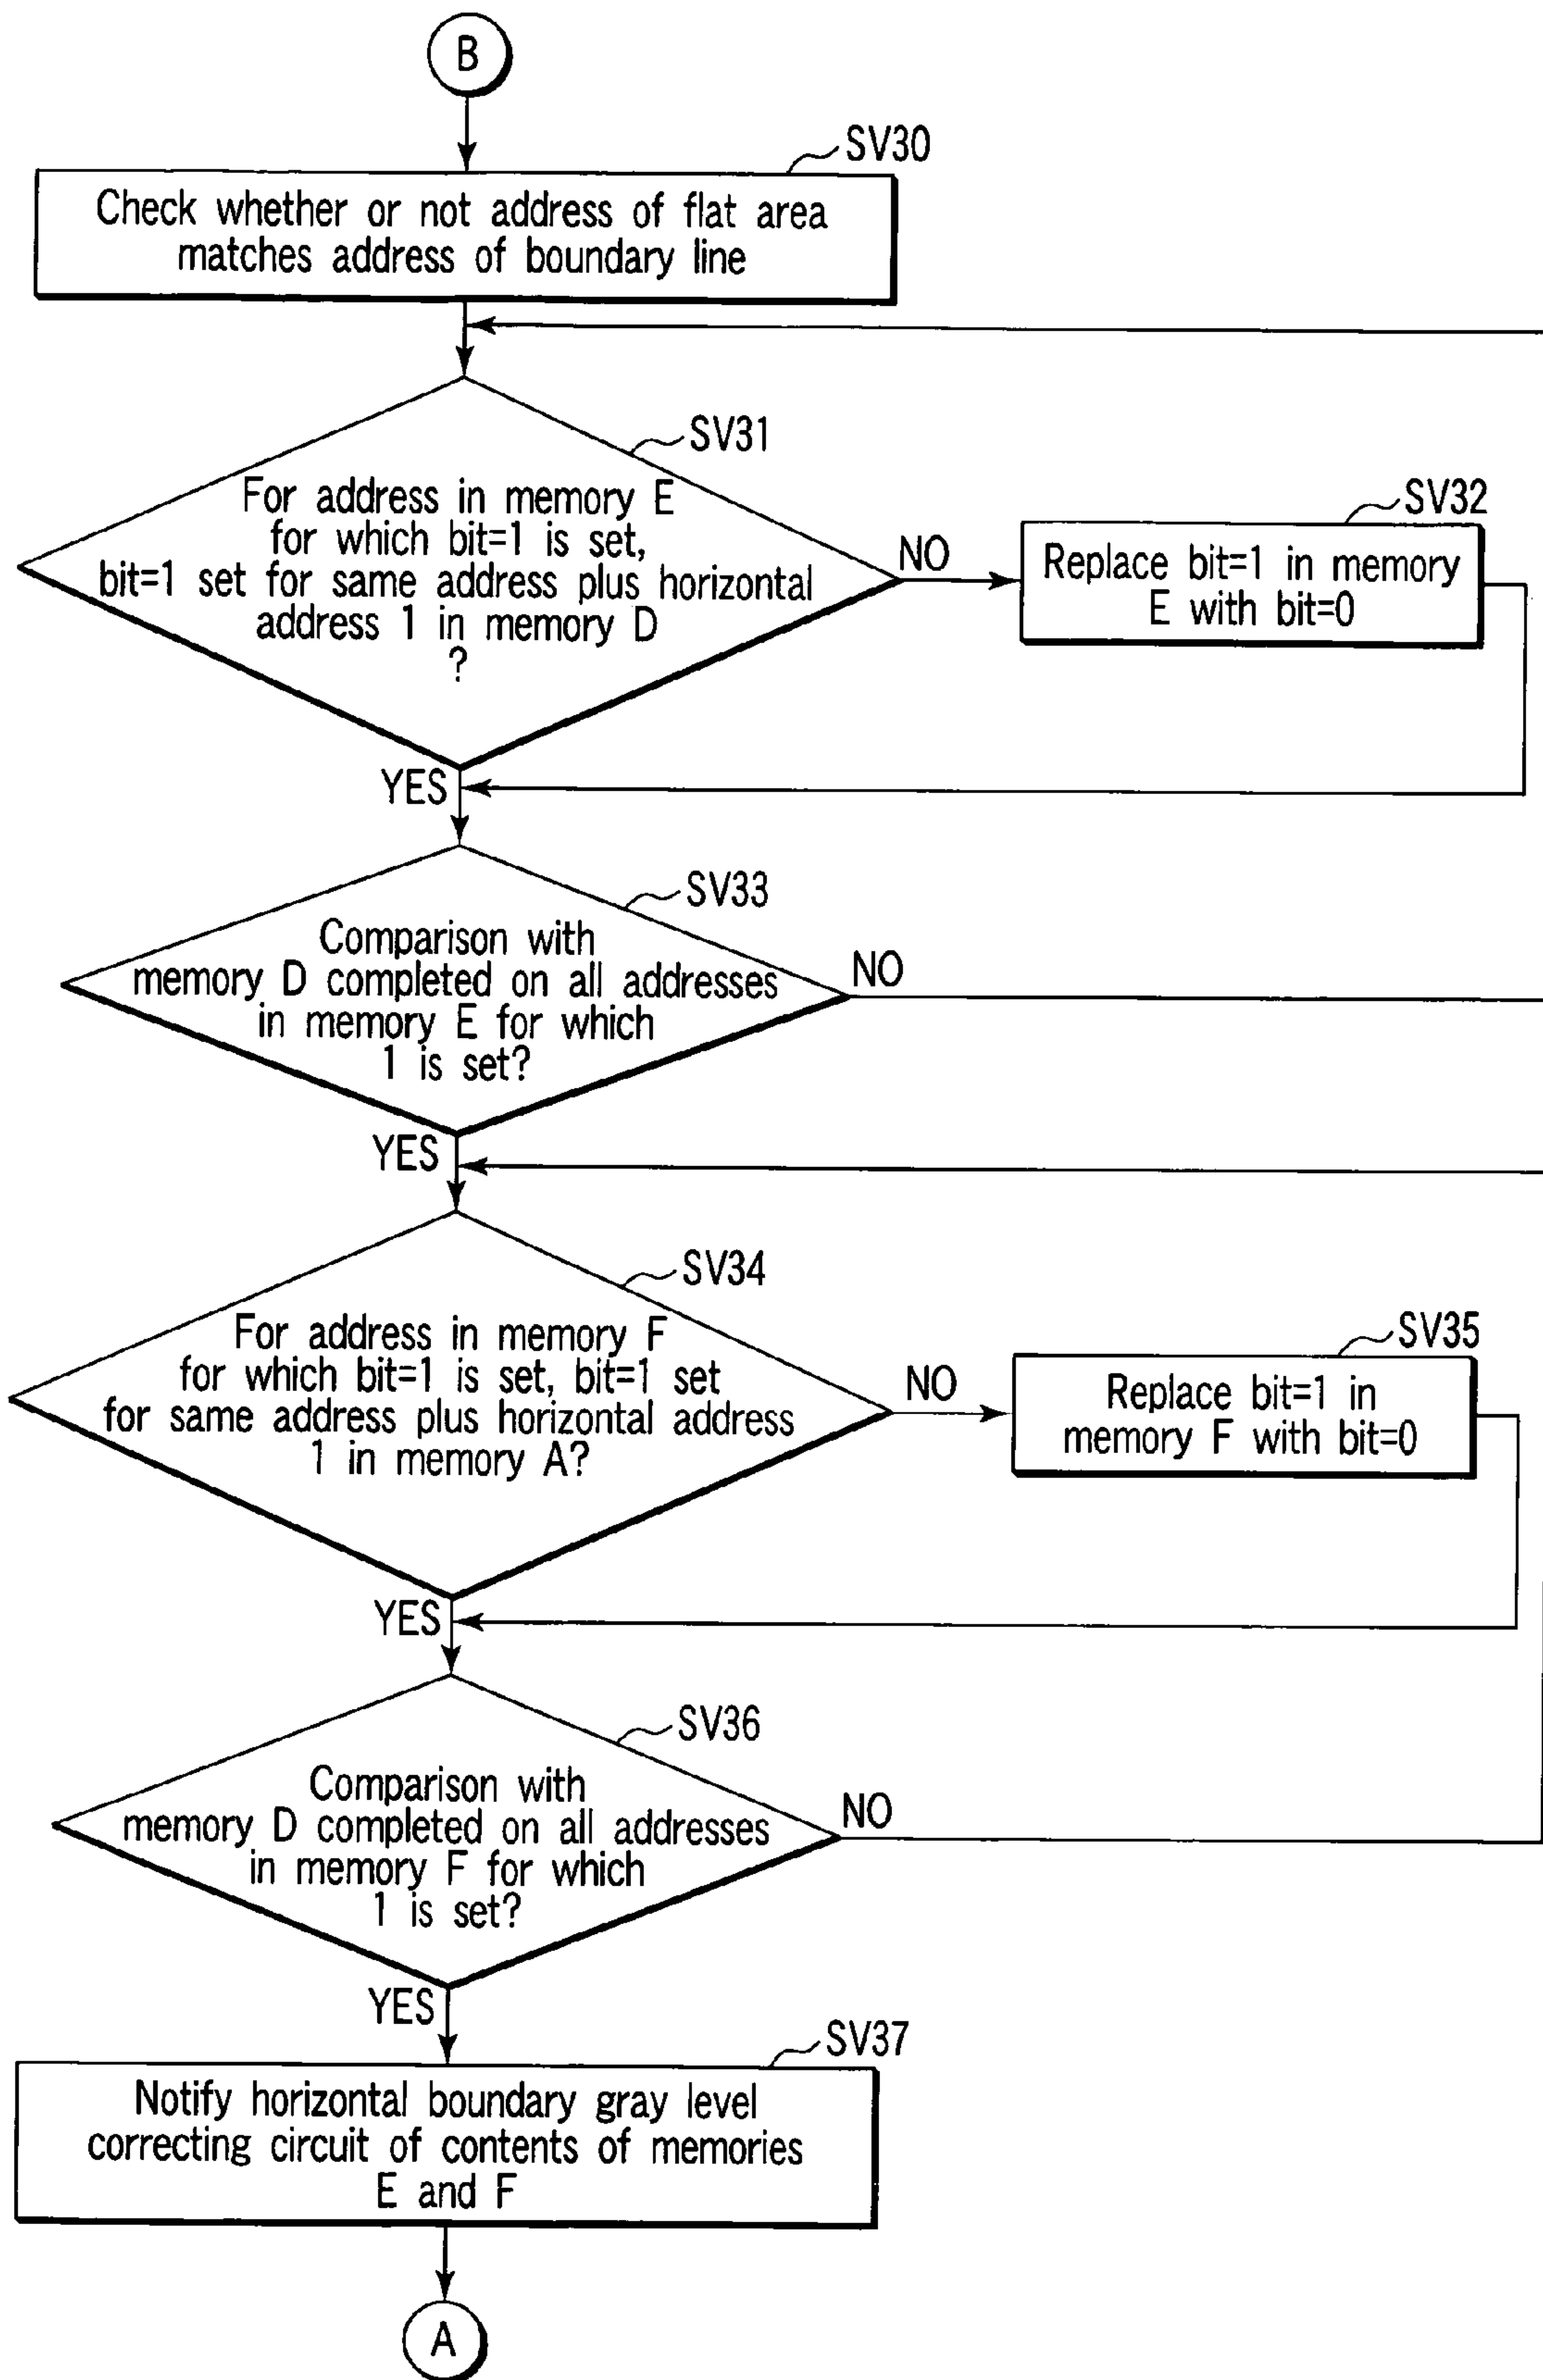 B
SV30
Check whether or not address of flat area
matches address of boundary line
SV31
For address in memory E
for which bit=1 is set,
bit=1 set for same address plus horizontal
address 1 in memory D
?
NO
SV32
Replace bit=1 in memory
E with bit=0
YES
SV33
Comparison with
memory D completed on all addresses
in memory E for which
1 is set?
NO
YES
SV34
For address in memory F
for which bit=1 is set, bit=1 set
for same address plus horizontal address
1 in memory A?
NO
SV35
Replace bit=1 in
memory F with bit=0
YES
SV36
Comparison with
memory D completed on all addresses
in memory F for which
1 is set?
NO
YES
SV37
Notify horizontal boundary gray level
correcting circuit of contents of memories
E and F
A